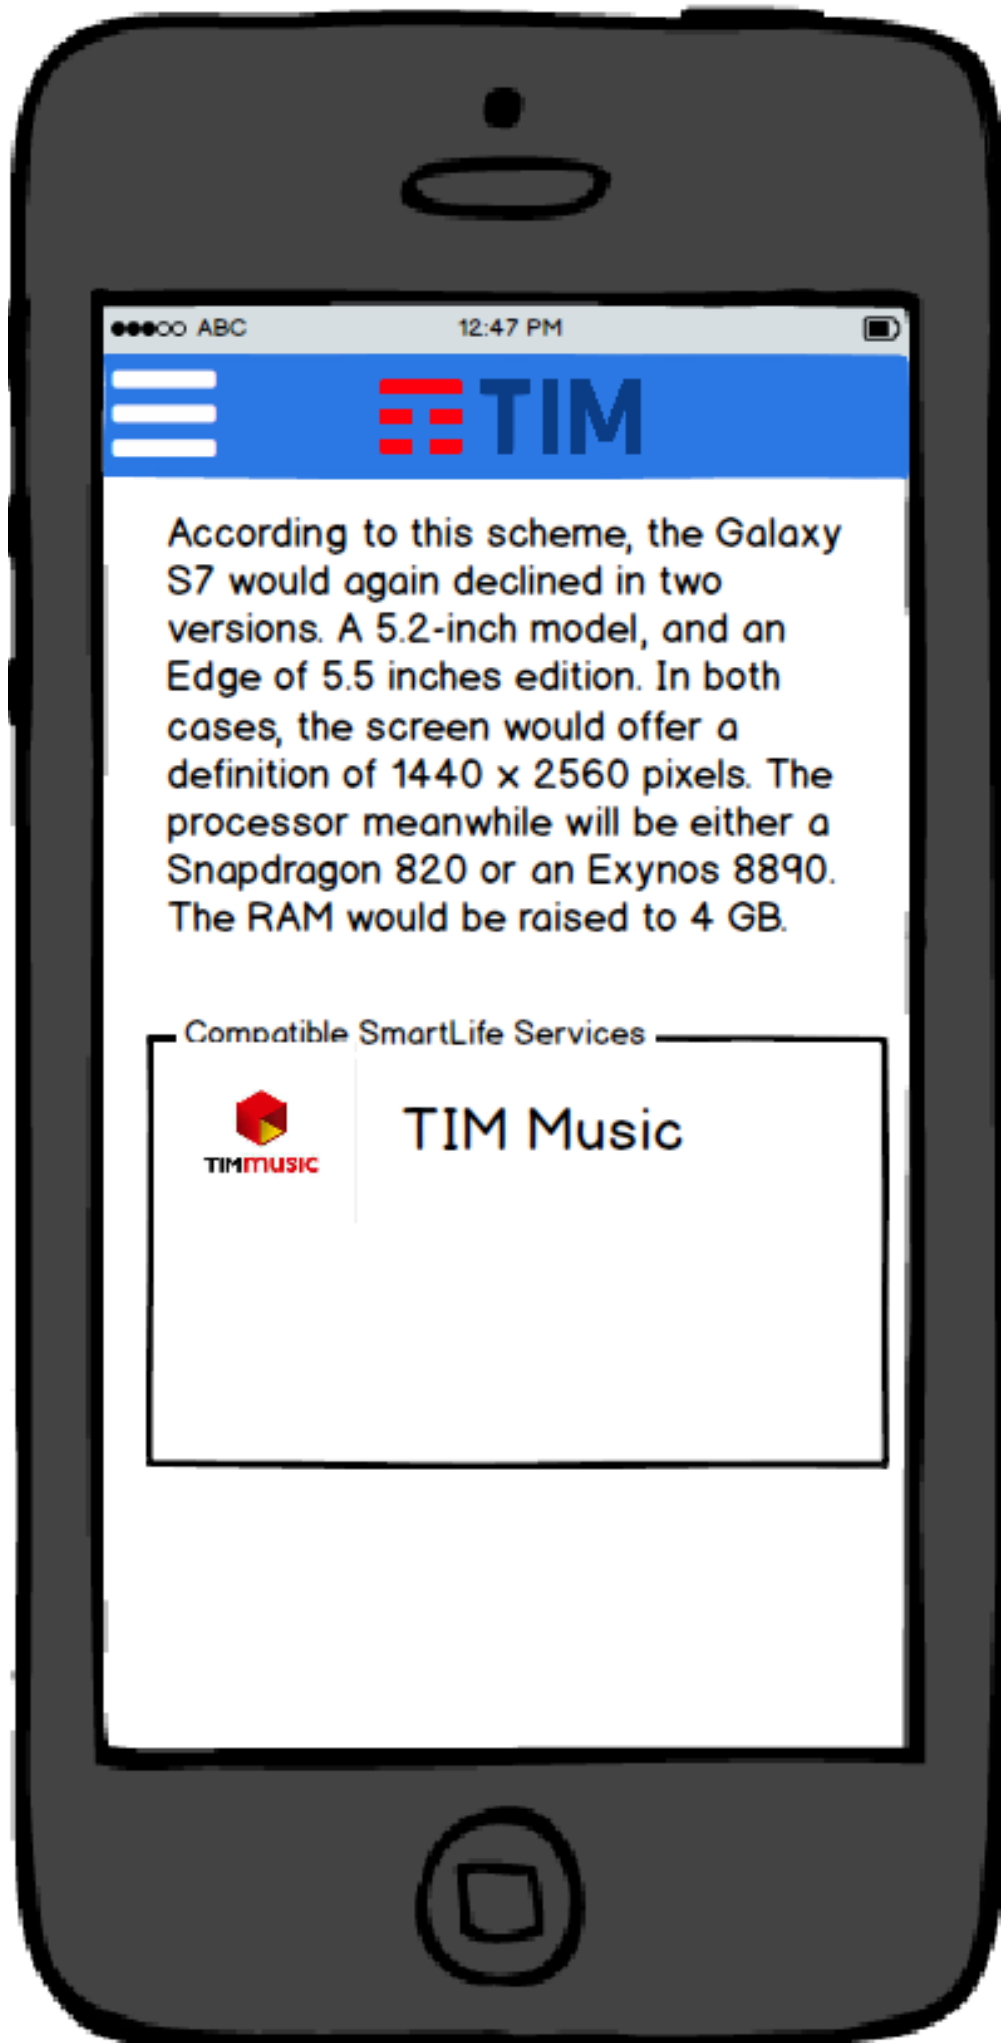 ABC 12:47 PM
TIM
According to this scheme, the Galaxy
S7 would again declined in two
versions. A 5.2-inch model, and an
Edge of 5.5 inches edition. In both
cases, the screen would offer a
definition of 1440 x 2560 pixels. The
processor meanwhile will be either a
Snapdragon 820 or an Exynos 8890.
The RAM would be raised to 4 GB.
Compatible SmartLife Services
TIMmusic TIM Music